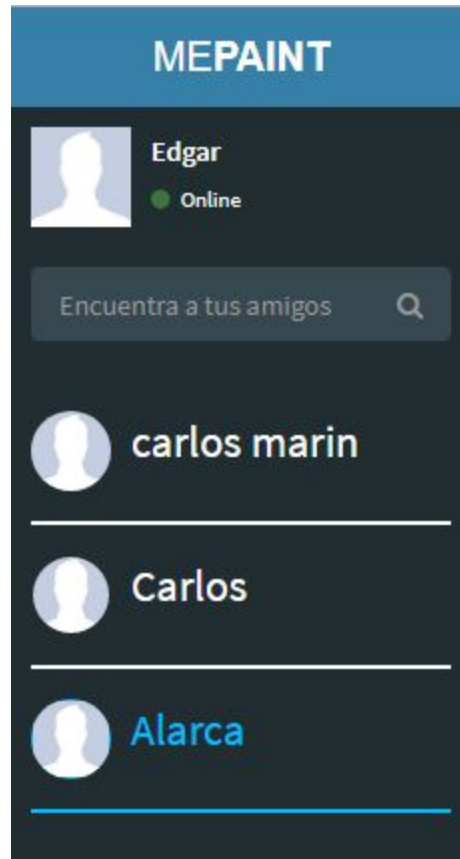 MEPAINT
Edgar
Online
Encuentra a tus amigos
carlos marin
Carlos
Alarca